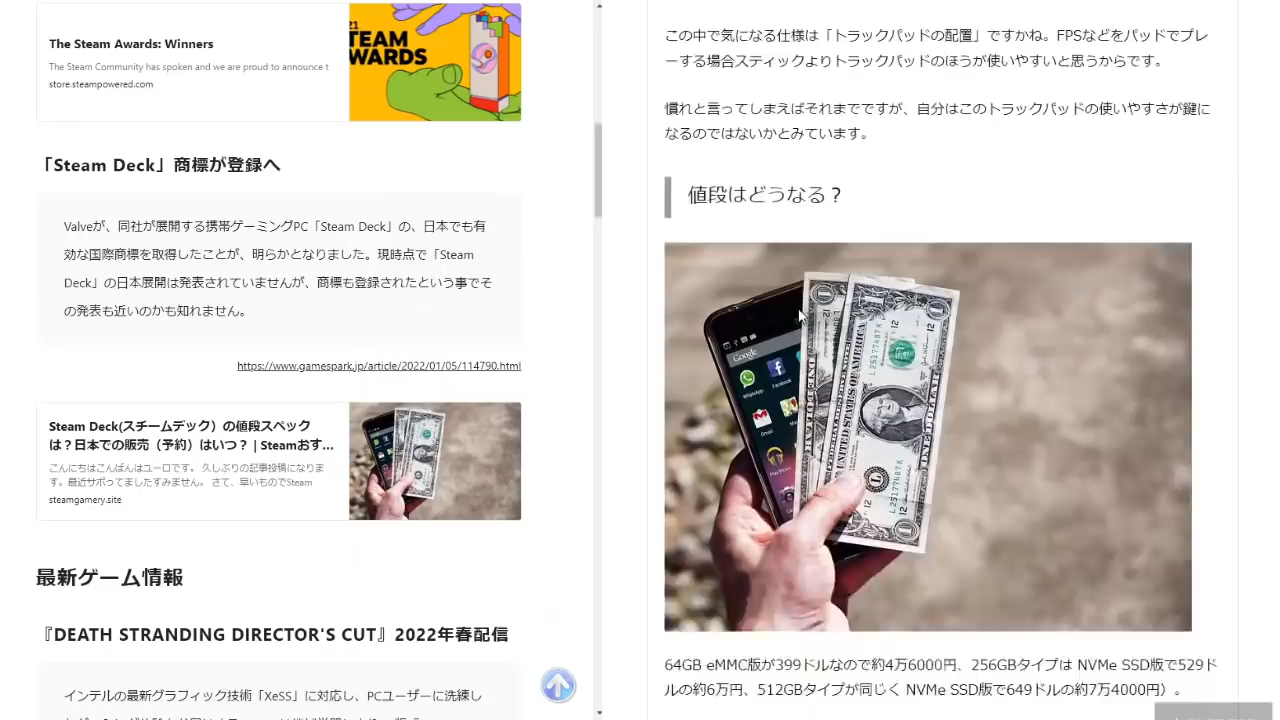 The Steam Awards: Winners
The Steam Community has spoken and we are proud to announce t
store.steampowered.com
21
TEAM
AWARDS
「Steam Deck」商標が登録へ
Valveが、同社が展開する携帯ゲーミングPC「Steam Deck」の、日本でも有
効な国際商標を取得したことが、明らかとなりました。現時点で「Steam
Deck」の日本展開は発表されていませんが、商標も登録されたという事でそ
の発表も近いのかも知れません。
https://www.gamespark.jp/article/2022/01/05/114790.html
Steam Deck(スチームデック）の値段スペック
は？日本での販売（予約）はいつ？ | Steamおす...
こんにちはこんばんはユーロです。 久しぶりの記事投稿になりま
す。最近サボってましたすみません。 さて、早いものでSteam
steamgamery.site
最新ゲーム情報
『DEATH STRANDING DIRECTOR'S CUT』2022年春配信
インテルの最新グラフィック技術「XeSS」に対応し、PCユーザーに洗練し
この中で気になる仕様は「トラックパッドの配置」ですかね。FPSなどをパッドでプレ
ーする場合スティックよりトラックパッドのほうが使いやすいと思うからです。
慣れと言ってしまえばそれまでですが、自分はこのトラックパッドの使いやすさが鍵に
なるのではないかとみています。
値段はどうなる？
Google
WhatsApp
Facebook
Gmail
Play Music
THE UNITED STATES OF AMERICA
L 25177487 K
12
ONE DOLLAR
64GB eMMC版が399ドルなので約4万6000円、256GBタイプは NVMe SSD版で529ド
ルの約6万円、512GBタイプが同じく NVMe SSD版で649ドルの約7万4000円）。